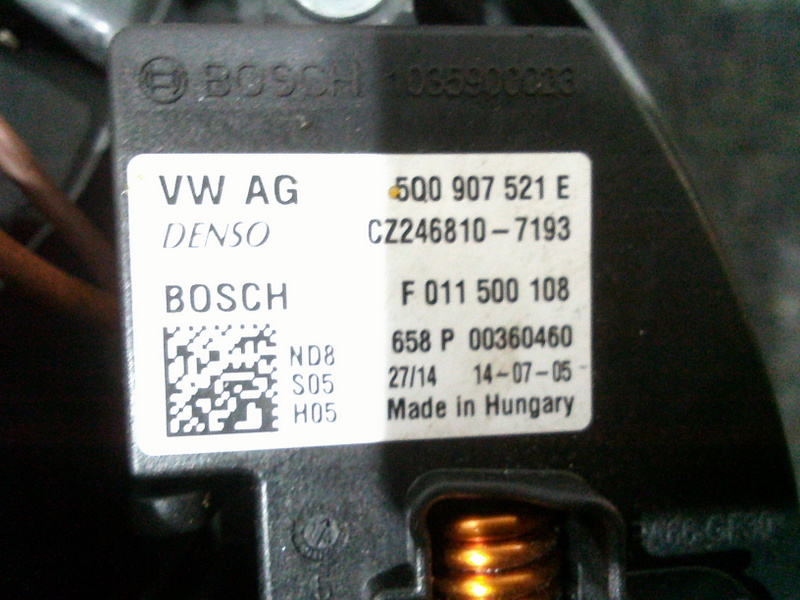 BOSCH 1035900023
VW AG 5Q0 907 521 E
DENSO CZ246810-7193
BOSCH F 011 500 108
658 P 00360460
ND8
27/14 14-07-05
S05
H05 Made in Hungary